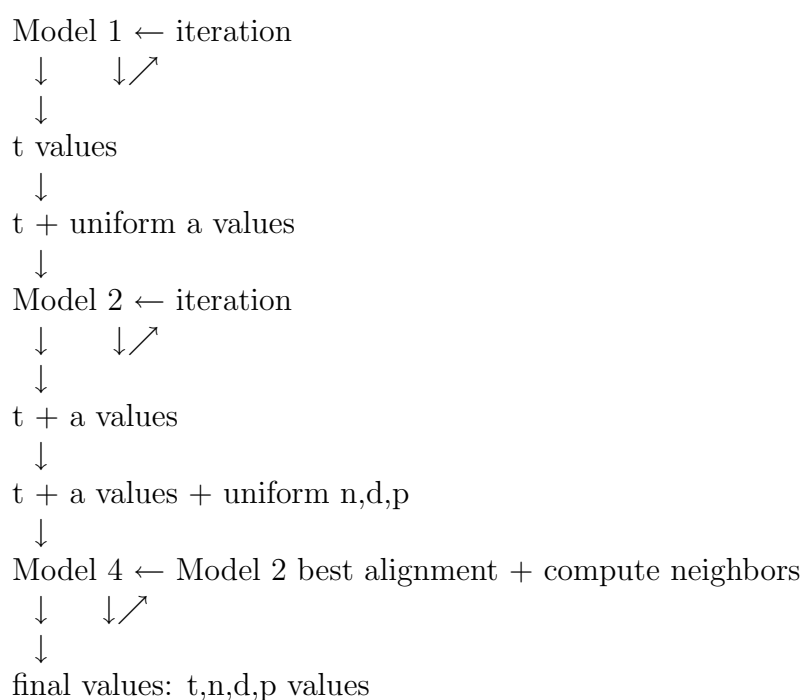 Model 1 ← iteration
↓ ↓↗
↓
t values
↓
t + uniform a values
↓
Model 2 ← iteration
↓ ↓↗
↓
t + a values
↓
t + a values + uniform n,d,p
↓
Model 4 ← Model 2 best alignment + compute neighbors
↓ ↓↗
↓
final values: t,n,d,p values